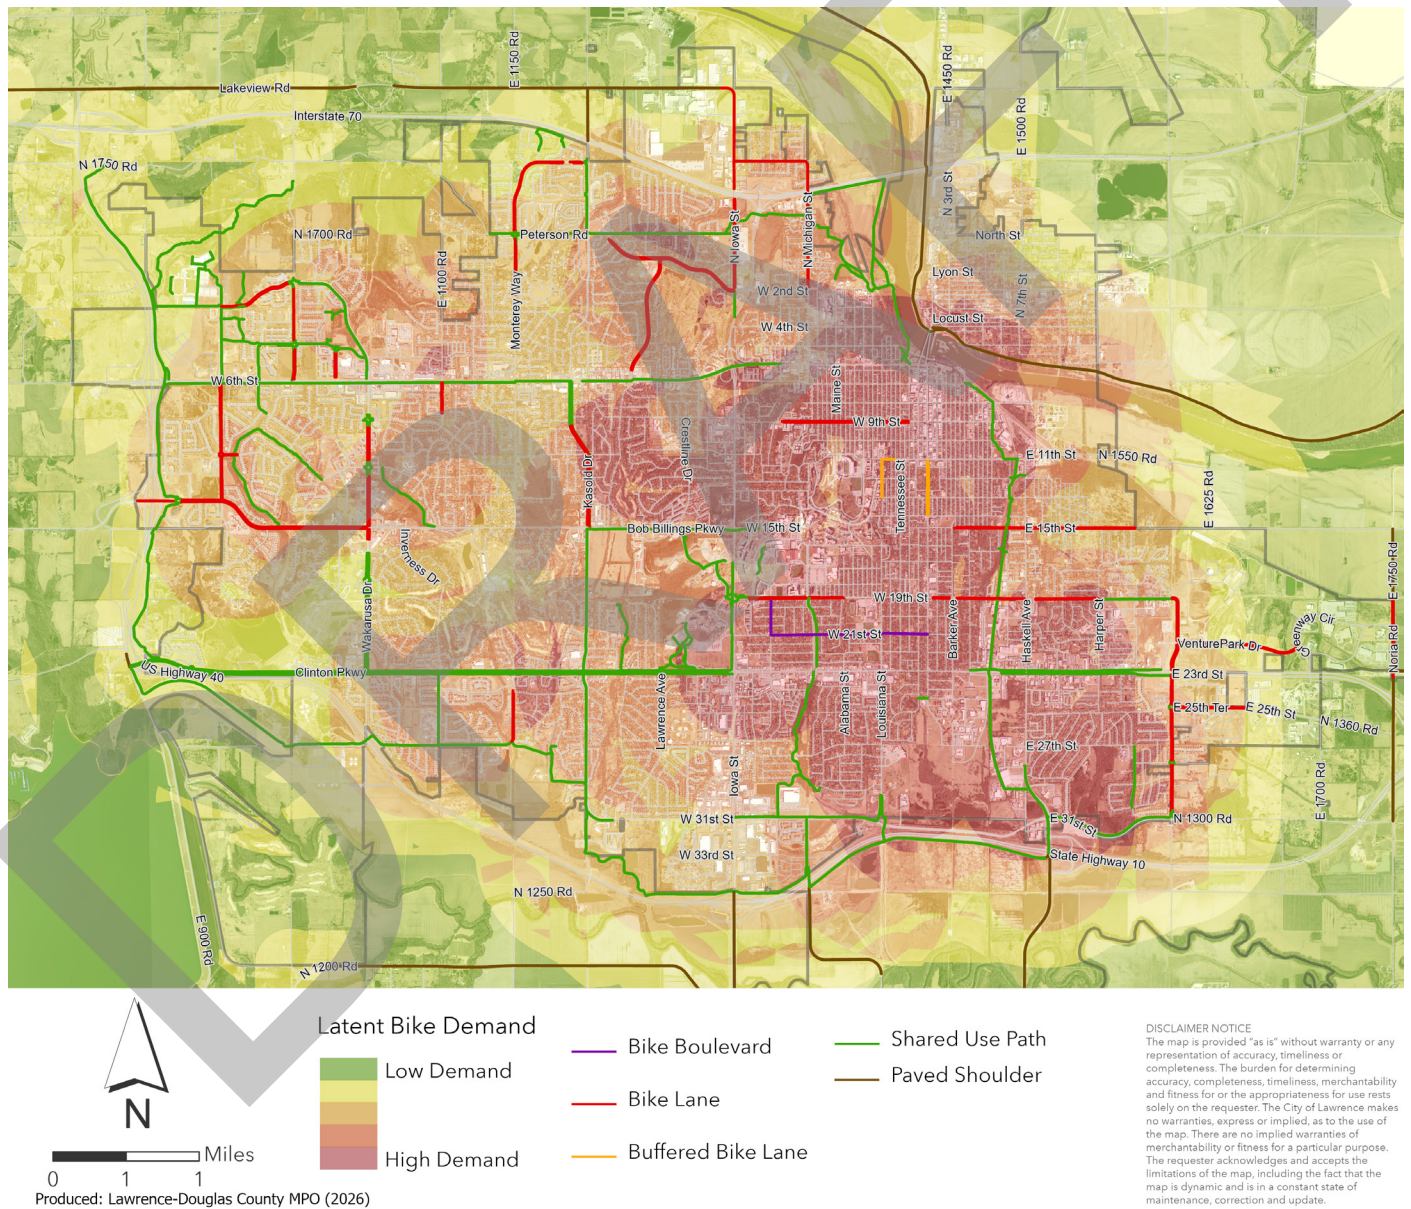 E 1150 Rd
E 1450 Rd
Lakeview Rd
Interstate 70
E 1500 Rd
N 1750 Rd
N 3rd St
N Michigan St
N Iowa St
N 1700 Rd
Peterson Rd
North St
E 1100 Rd
Monterey Way
Lyon St
N 7th St
W 2nd St
Locust St
W 4th St
W 6th St
Maine St
W 9th St
Crestline Dr
Kasold Dr
E 11th St
N 1550 Rd
Tennessee St
E 1625 Rd
Bob Billings Pkwy
W 15th St
E 15th St
Inverness Dr
E 1750 Rd
Wakarusa Dr
W 19th St
Barker Ave
Haskell Ave
Harper St
W 21st St
Greenway Cir
VenturePark Dr
Noria Rd
US Highway 40
Clinton Pkwy
E 23rd St
Lawrence Ave
Alabama St
Louisiana St
E 25th Ter
E 25th St
N 1360 Rd
E 27th St
Iowa St
E 1700 Rd
W 31st St
E 31st St
N 1300 Rd
W 33rd St
State Highway 10
N 1250 Rd
E 900 Rd
N 1200 Rd
DRAFT
N
Miles
0 1 1
Produced: Lawrence-Douglas County MPO (2026)
Latent Bike Demand
Low Demand
High Demand
Bike Boulevard
Bike Lane
Buffered Bike Lane
Shared Use Path
Paved Shoulder
DISCLAIMER NOTICE
The map is provided "as is" without warranty or any
representation of accuracy, timeliness or
completeness. The burden for determining
accuracy, completeness, timeliness, merchantability
and fitness for or the appropriateness for use rests
solely on the requester. The City of Lawrence makes
no warranties, express or implied, as to the use of
the map. There are no implied warranties of
merchantability or fitness for a particular purpose.
The requester acknowledges and accepts the
limitations of the map, including the fact that the
map is dynamic and is in a constant state of
maintenance, correction and update.